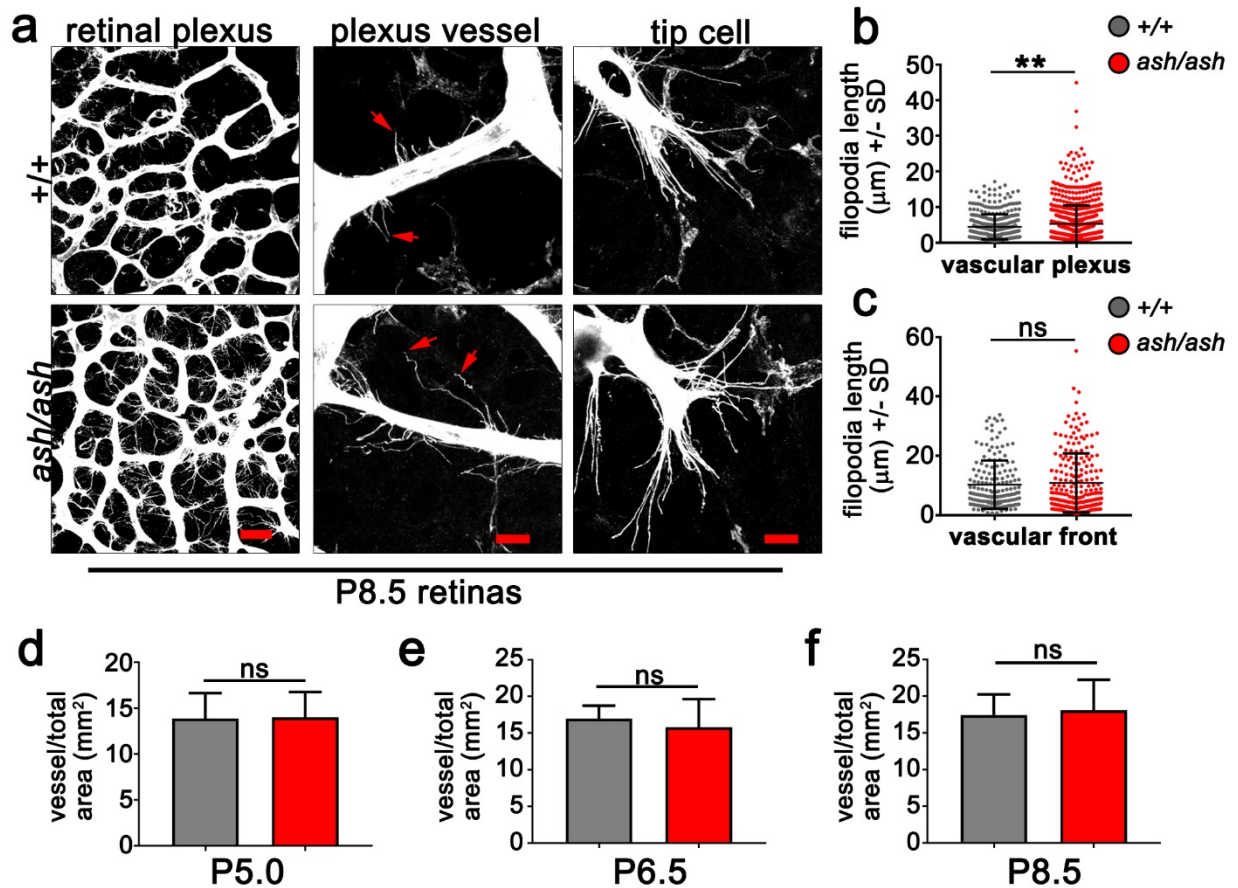 a
retinal plexus
plexus vessel
tip cell
+/+
ash/ash
P8.5 retinas
b
+/+
ash/ash
filopodia length
(μm) +/- SD
50
40
30
20
10
0
**
vascular plexus
c
+/+
ash/ash
filopodia length
(μm) +/- SD
60
40
20
0
ns
vascular front
d
vessel/total
area (mm²)
20
15
10
5
0
ns
P5.0
e
vessel/total
area (mm²)
25
20
15
10
5
0
ns
P6.5
f
vessel/total
area (mm²)
25
20
15
10
5
0
ns
P8.5